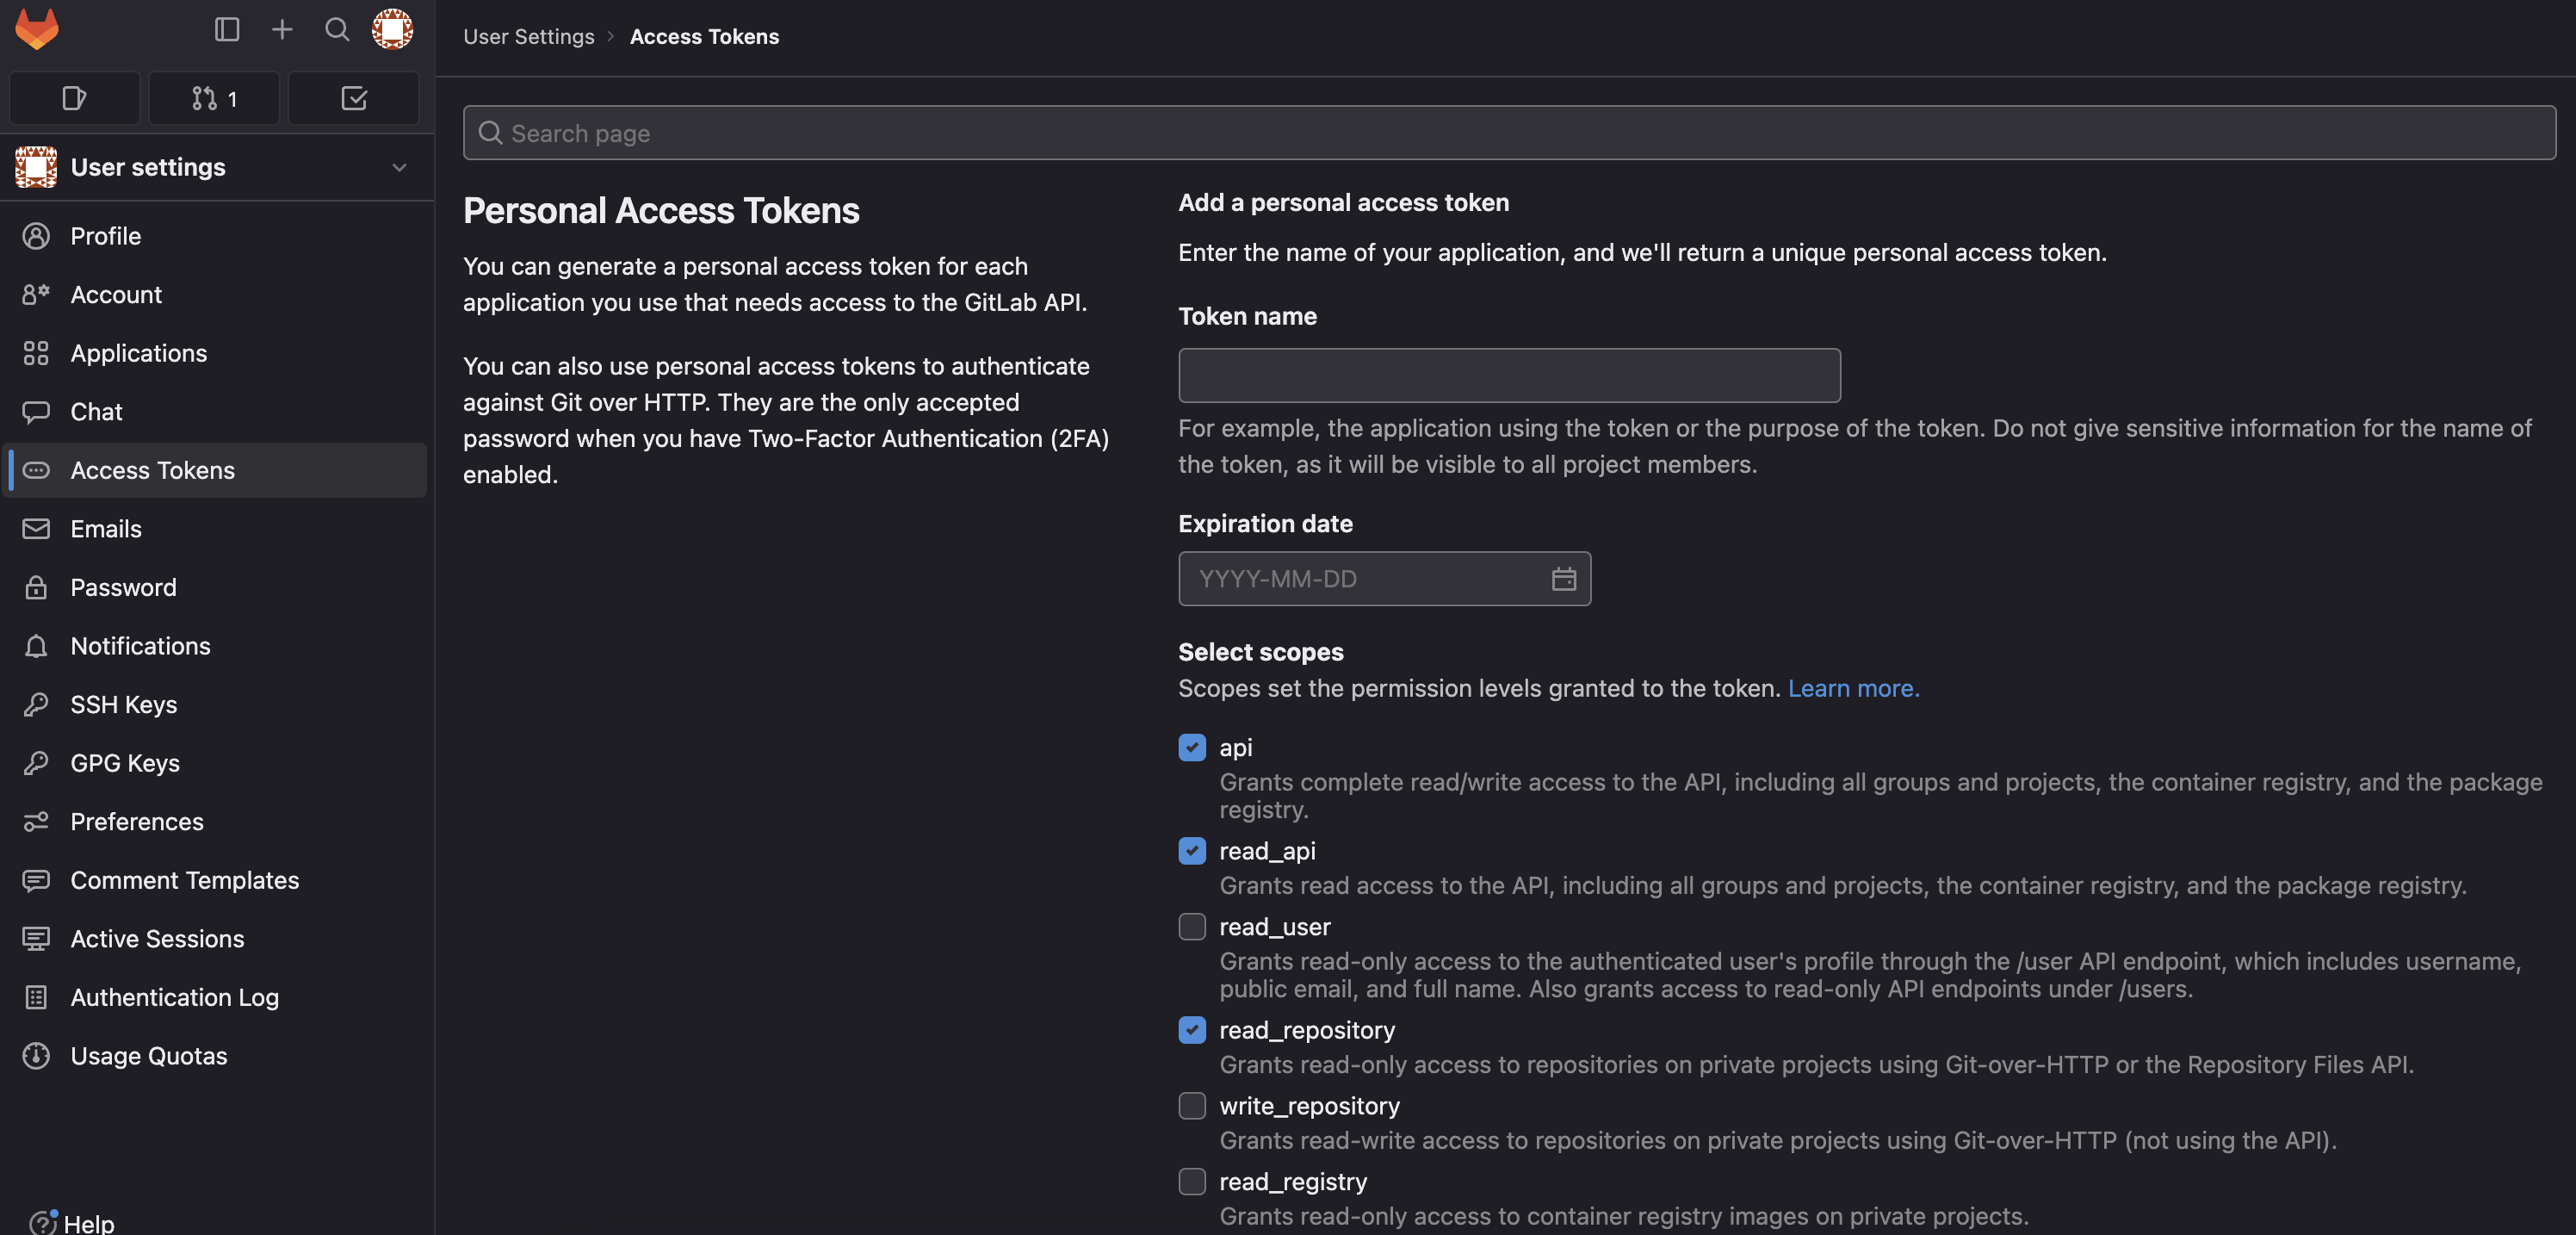 1
User settings
Profile
Account
Applications
Chat
Access Tokens
Emails
Password
Notifications
SSH Keys
GPG Keys
Preferences
Comment Templates
Active Sessions
Authentication Log
Usage Quotas
Help
User Settings
Access Tokens
Search page
Personal Access Tokens
You can generate a personal access token for each
application you use that needs access to the GitLab API.
You can also use personal access tokens to authenticate
against Git over HTTP. They are the only accepted
password when you have Two-Factor Authentication (2FA)
enabled.
Add a personal access token
Enter the name of your application, and we'll return a unique personal access token.
Token name
For example, the application using the token or the purpose of the token. Do not give sensitive information for the name of
the token, as it will be visible to all project members.
Expiration date
YYYY-MM-DD
Select scopes
Scopes set the permission levels granted to the token. Learn more.
api
Grants complete read/write access to the API, including all groups and projects, the container registry, and the package
registry.
read_api
Grants read access to the API, including all groups and projects, the container registry, and the package registry.
read_user
Grants read-only access to the authenticated user's profile through the /user API endpoint, which includes username,
public email, and full name. Also grants access to read-only API endpoints under /users.
read_repository
Grants read-only access to repositories on private projects using Git-over-HTTP or the Repository Files API.
write_repository
Grants read-write access to repositories on private projects using Git-over-HTTP (not using the API).
read_registry
Grants read-only access to container registry images on private projects.